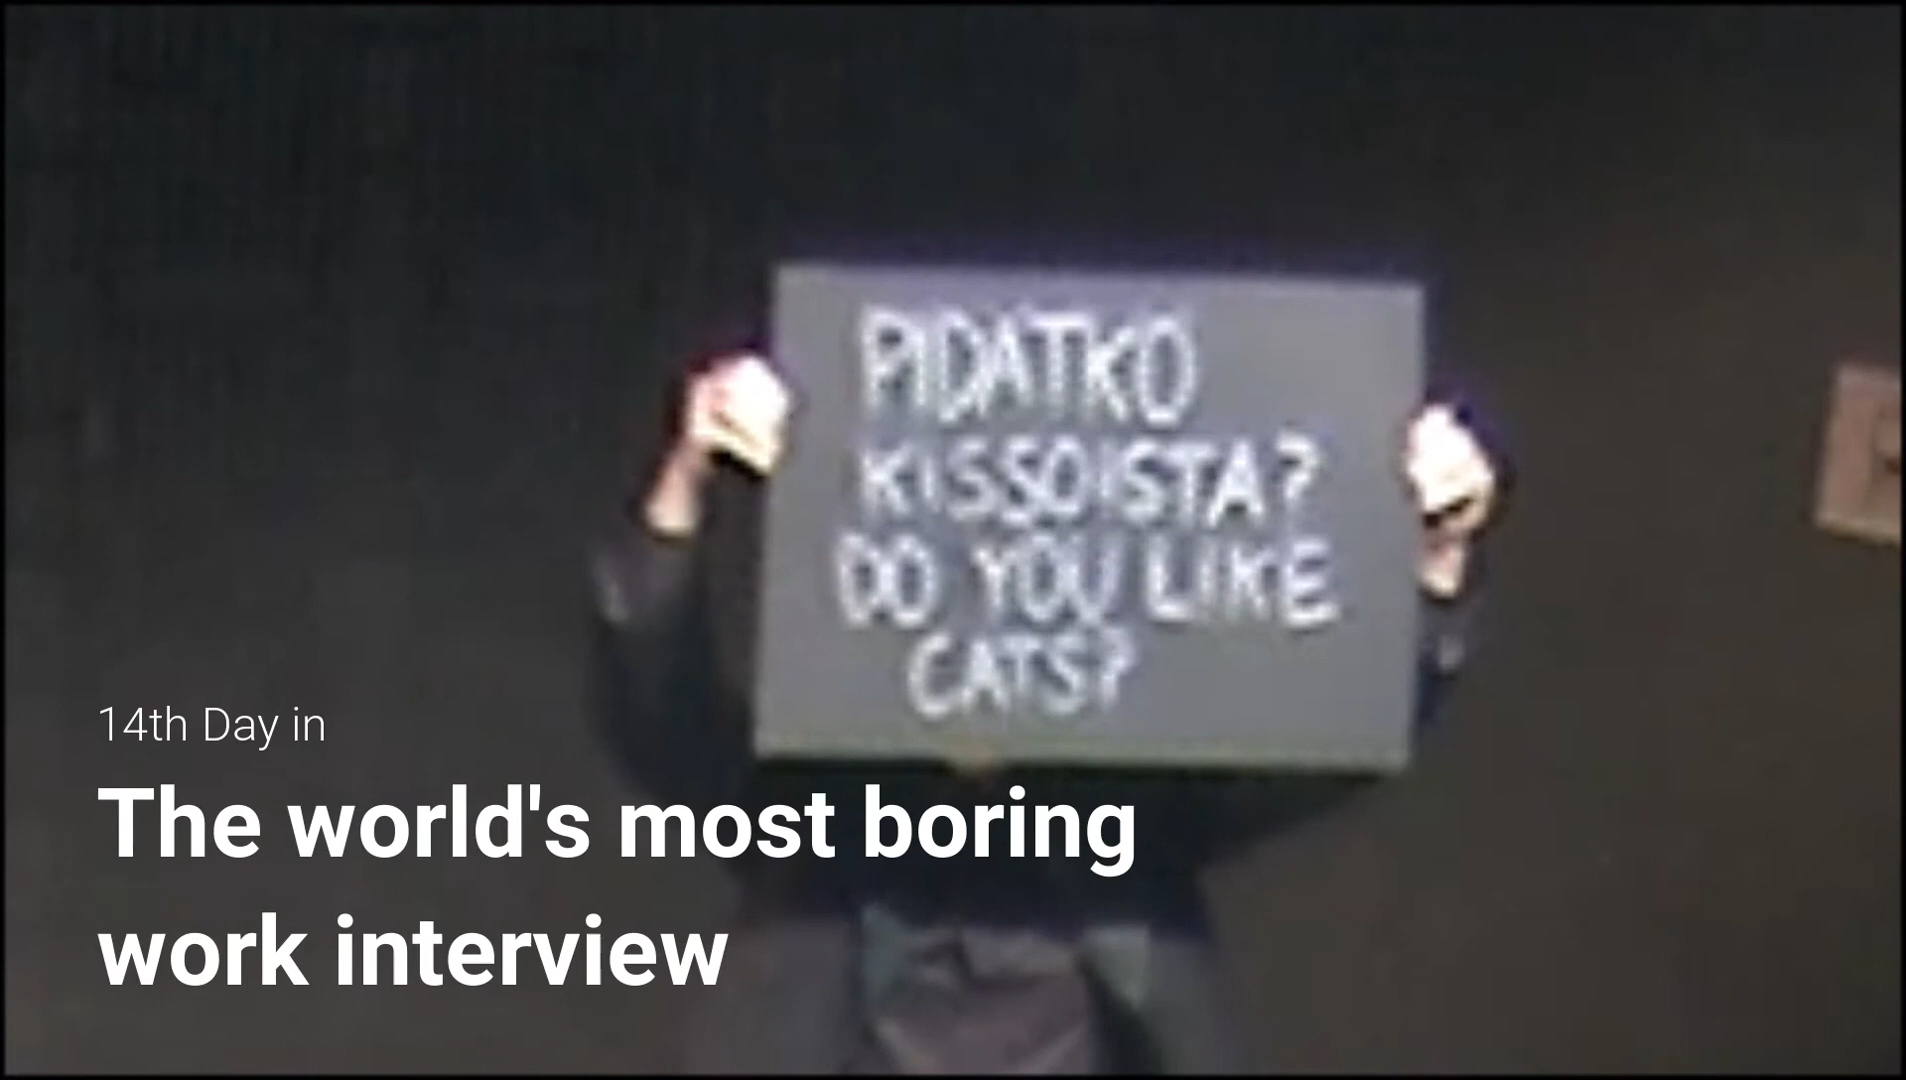 PIDATKO
KISSOISTA?
DO YOU LIKE
CATS?
14th Day in
The world's most boring
work interview